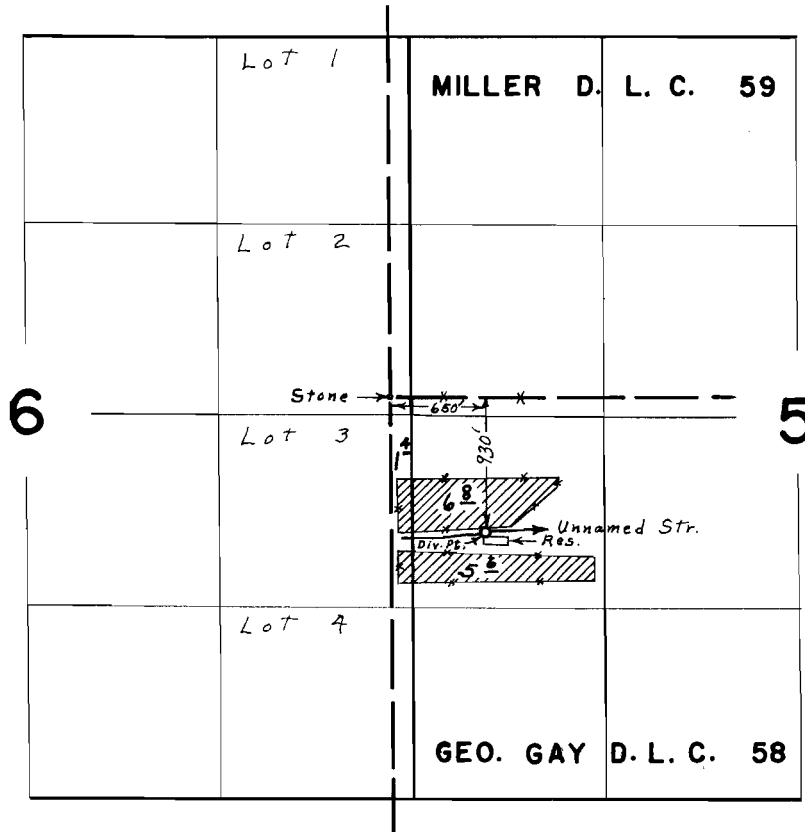 Lot 1
MILLER D. L. C. 59
Lot 2
6
Stone
650'
5
Lot 3
930'
1 4
6 8
Unnamed Str.
Div. Pt.
Res.
5 6
Lot 4
GEO. GAY D. L. C. 58